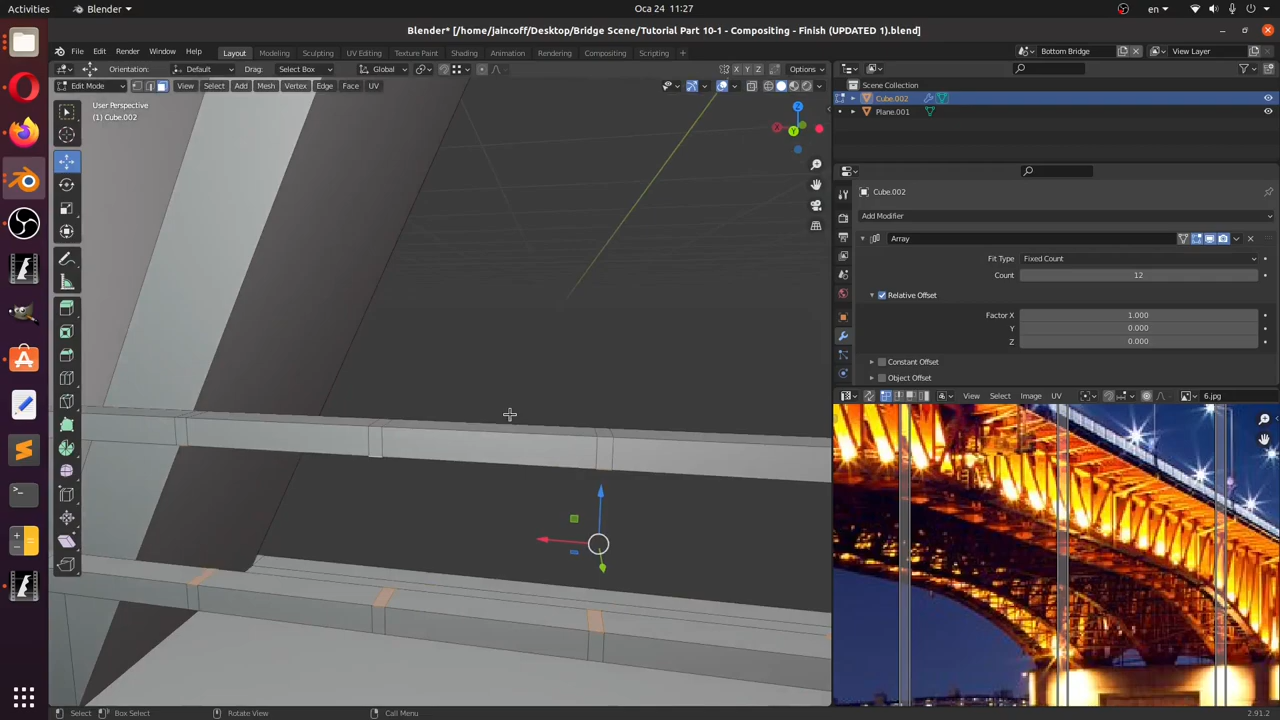 Activities
Blender
Oca 24 11:27
en
Blender* [/home/jaincoff/Desktop/Bridge Scene/Tutorial Part 10-1 - Compositing - Finish (UPDATED 1).blend]
File Edit Render Window Help
Layout Modeling Sculpting UV Editing Texture Paint Shading Animation Rendering Compositing Scripting
Bottom Bridge
View Layer
Orientation: Default Drag: Select Box Global
X Y Z Options
Edit Mode View Select Add Mesh Vertex Edge Face UV
User Perspective
(1) Cube.002
Z
X
Y
Scene Collection
Cube.002
Plane.001
Cube.002
Add Modifier
Array
Fit Type Fixed Count
Count 12
Relative Offset
Factor X 1.000
Y 0.000
Z 0.000
Constant Offset
Object Offset
View Select Image UV 6.jpg
Select Box Select Rotate View Call Menu 2.91.2